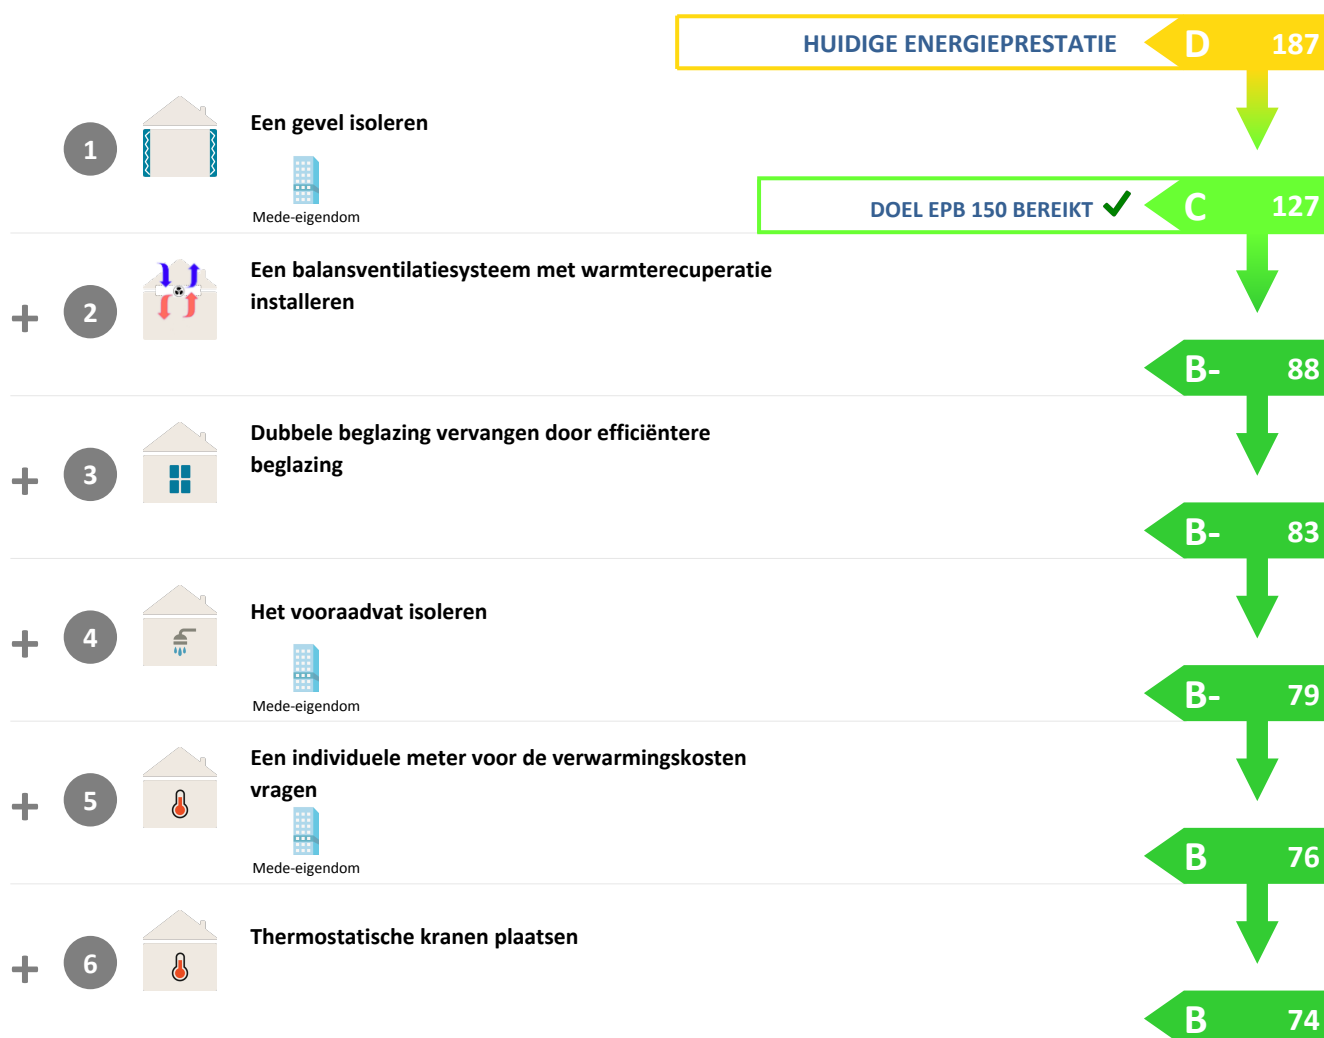 HUIDIGE ENERGIEPRESTATIE D 187
1 Een gevel isoleren
Mede-eigendom
DOEL EPB 150 BEREIKT ✔ C 127
+ 2 Een balansventilatiesysteem met warmterecuperatie
installeren
B- 88
+ 3 Dubbele beglazing vervangen door efficiëntere
beglazing
B- 83
+ 4 Het vooraadvat isoleren
Mede-eigendom
B- 79
+ 5 Een individuele meter voor de verwarmingskosten
vragen
Mede-eigendom
B 76
+ 6 Thermostatische kranen plaatsen
B 74